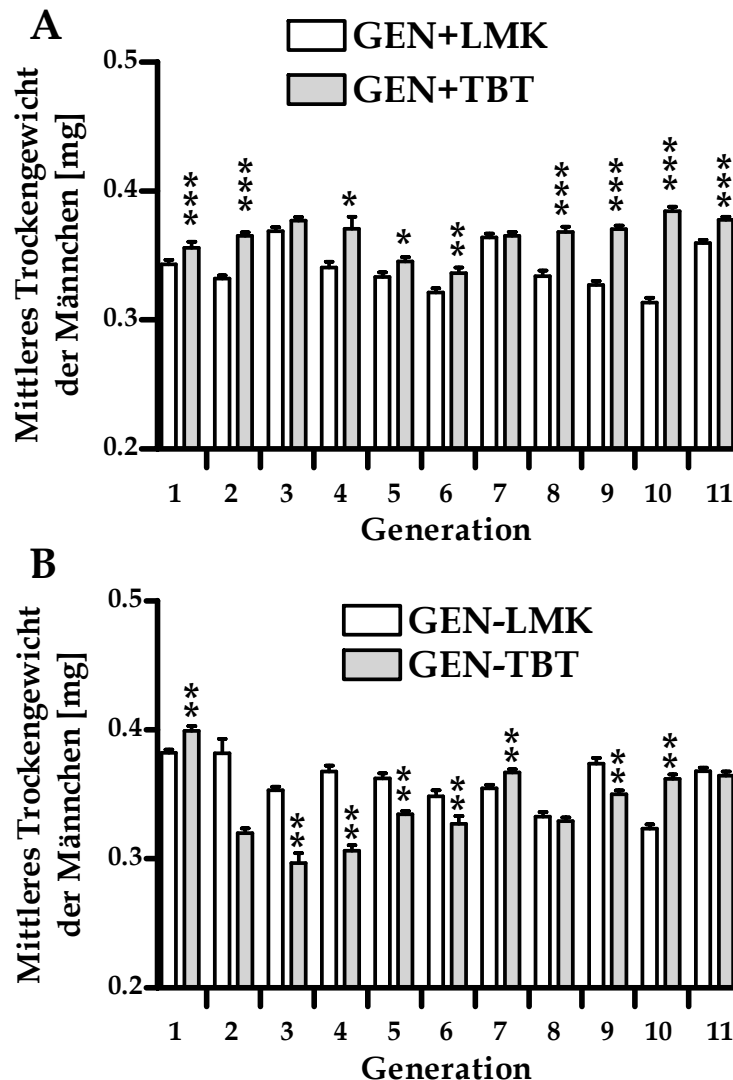 A
GEN+LMK
GEN+TBT
Mittleres Trockengewicht
der Männchen [mg]
0.5
0.4
0.3
0.2
*** *** * * ** *** *** *** ***
1 2 3 4 5 6 7 8 9 10 11
Generation
B
GEN-LMK
GEN-TBT
Mittleres Trockengewicht
der Männchen [mg]
0.5
0.4
0.3
0.2
** ** ** ** ** ** ** **
1 2 3 4 5 6 7 8 9 10 11
Generation